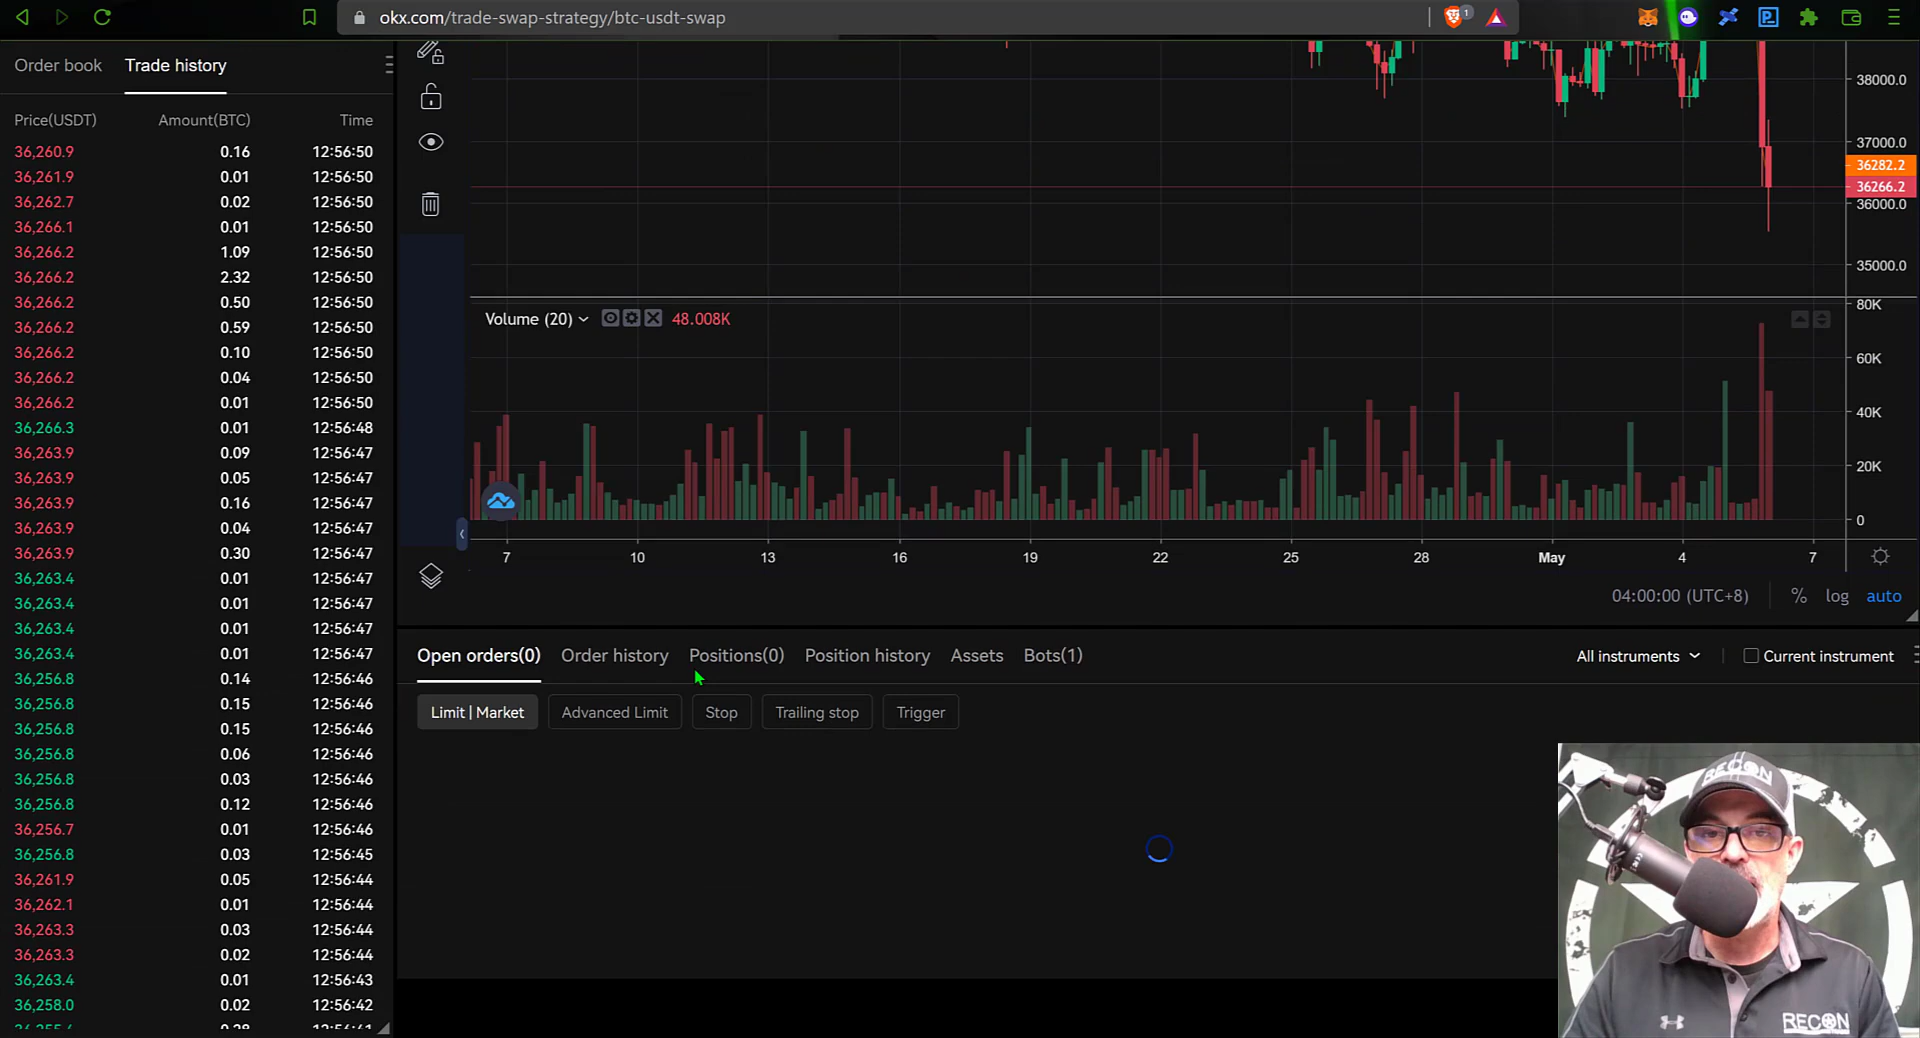 okx.com/trade-swap-strategy/btc-usdt-swap
1
Order book Trade history
Price(USDT) Amount(BTC) Time
36,260.9 0.16 12:56:50
36,261.9 0.01 12:56:50
36,262.7 0.02 12:56:50
36,266.1 0.01 12:56:50
36,266.2 1.09 12:56:50
36,266.2 2.32 12:56:50
36,266.2 0.50 12:56:50
36,266.2 0.59 12:56:50
36,266.2 0.10 12:56:50
36,266.2 0.04 12:56:50
36,266.2 0.01 12:56:50
36,266.3 0.01 12:56:48
36,263.9 0.09 12:56:47
36,263.9 0.05 12:56:47
36,263.9 0.16 12:56:47
36,263.9 0.04 12:56:47
36,263.9 0.30 12:56:47
36,263.4 0.01 12:56:47
36,263.4 0.01 12:56:47
36,263.4 0.01 12:56:47
36,263.4 0.01 12:56:47
36,256.8 0.14 12:56:46
36,256.8 0.15 12:56:46
36,256.8 0.15 12:56:46
36,256.8 0.06 12:56:46
36,256.8 0.03 12:56:46
36,256.8 0.12 12:56:46
36,256.7 0.01 12:56:46
36,256.8 0.03 12:56:45
36,261.9 0.05 12:56:44
36,262.1 0.01 12:56:44
36,263.3 0.03 12:56:44
36,263.3 0.02 12:56:44
36,263.4 0.01 12:56:43
36,258.0 0.02 12:56:42
38000.0
37000.0
36282.2
36266.2
36000.0
35000.0
Volume (20) 48.008K
80K
60K
40K
20K
0
7 10 13 16 19 22 25 28 May 4 7
04:00:00 (UTC+8) % log auto
Open orders(0) Order history Positions(0) Position history Assets Bots(1) All instruments Current instrument
Limit | Market Advanced Limit Stop Trailing stop Trigger
RECON
RECON